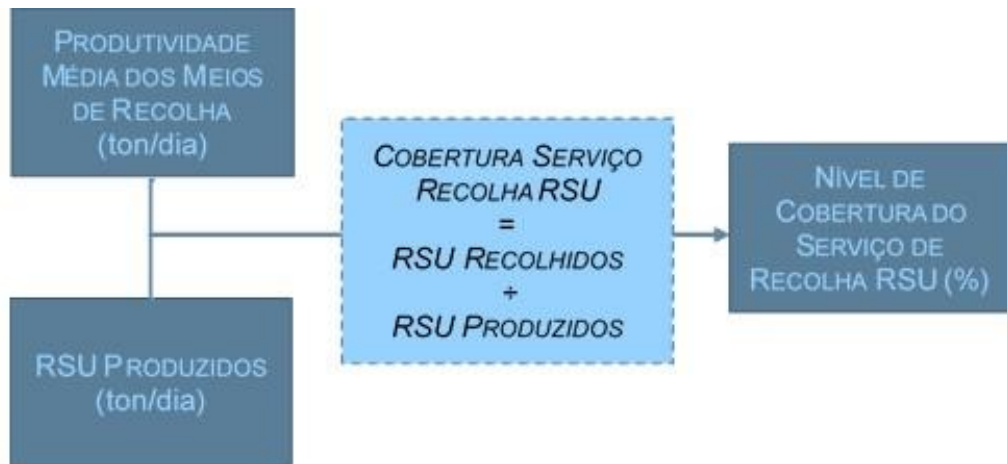 PRODUTIVIDADE
MÉDIA DOS MEIOS
DE RECOLHA
(ton/dia)
RSU PRODUZIDOS
(ton/dia)
COBERTURA SERVIÇO
RECOLHA RSU
=
RSU RECOLHIDOS
÷
RSU PRODUZIDOS
NÍVEL DE
COBERTURA DO
SERVIÇO DE
RECOLHA RSU (%)